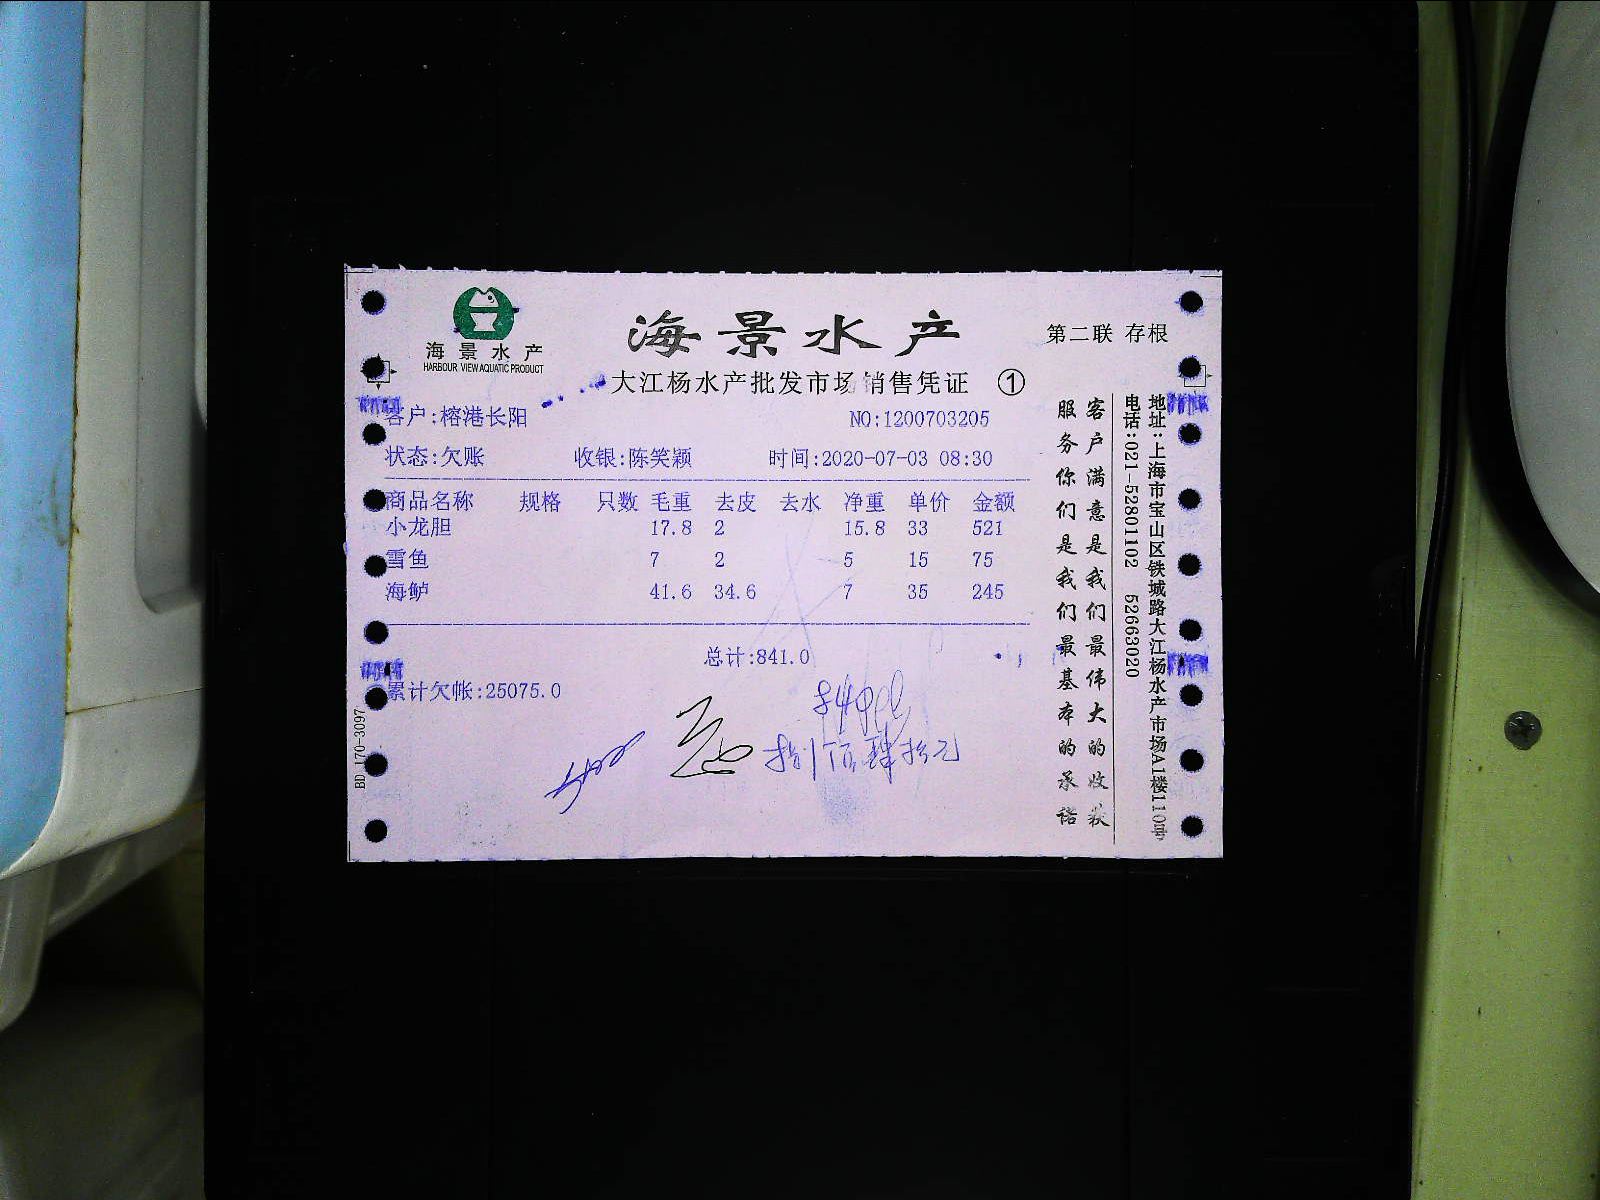 海景水产
HARBOUR VIEW AQUATIC PRODUCT
海景水产
第二联 存根
大江杨水产批发市场销售凭证 ①
客户:榕港长阳 NO:1200703205
状态:欠账 收银:陈笑颖 时间:2020-07-03 08:30
商品名称 规格 只数 毛重 去皮 去水 净重 单价 金额
小龙胆 17.8 2 15.8 33 521
雪鱼 7 2 5 15 75
海鲈 41.6 34.6 7 35 245
总计:841.0
累计欠帐:25075.0
佰肆拾元
BD 170-3097
客户满意是我们最伟大的收获
服务你们是我们最基本的承诺
地址:上海市宝山区铁城路大江杨水产市场A1楼110号
电话:021-52801102 52663020